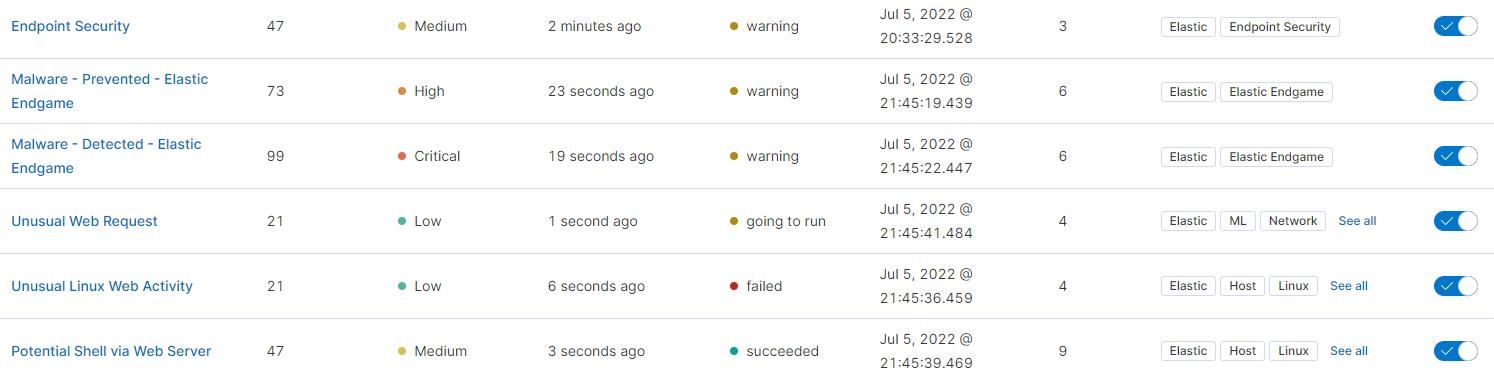 Endpoint Security 47 Medium 2 minutes ago warning Jul 5, 2022 @ 20:33:29.528 3 Elastic Endpoint Security
Malware - Prevented - Elastic Endgame 73 High 23 seconds ago warning Jul 5, 2022 @ 21:45:19.439 6 Elastic Elastic Endgame
Malware - Detected - Elastic Endgame 99 Critical 19 seconds ago warning Jul 5, 2022 @ 21:45:22.447 6 Elastic Elastic Endgame
Unusual Web Request 21 Low 1 second ago going to run Jul 5, 2022 @ 21:45:41.484 4 Elastic ML Network See all
Unusual Linux Web Activity 21 Low 6 seconds ago failed Jul 5, 2022 @ 21:45:36.459 4 Elastic Host Linux See all
Potential Shell via Web Server 47 Medium 3 seconds ago succeeded Jul 5, 2022 @ 21:45:39.469 9 Elastic Host Linux See all